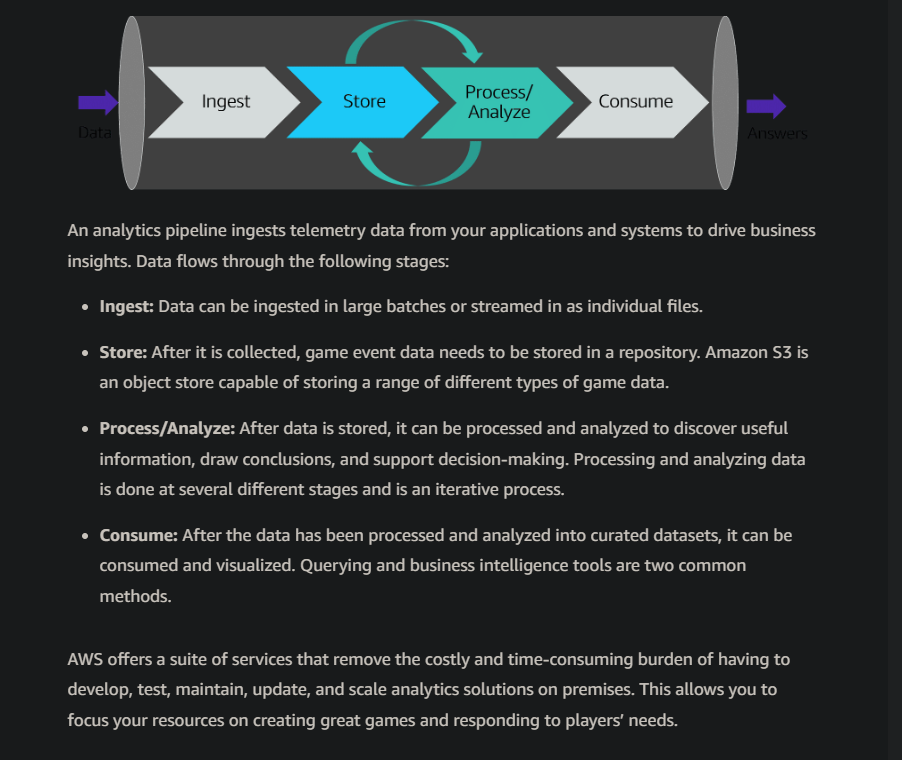 Ingest
Store
Process/
Analyze
Consume
Data
Answers
An analytics pipeline ingests telemetry data from your applications and systems to drive business
insights. Data flows through the following stages:
• Ingest: Data can be ingested in large batches or streamed in as individual files.
• Store: After it is collected, game event data needs to be stored in a repository. Amazon S3 is
an object store capable of storing a range of different types of game data.
• Process/Analyze: After data is stored, it can be processed and analyzed to discover useful
information, draw conclusions, and support decision-making. Processing and analyzing data
is done at several different stages and is an iterative process.
• Consume: After the data has been processed and analyzed into curated datasets, it can be
consumed and visualized. Querying and business intelligence tools are two common
methods.
AWS offers a suite of services that remove the costly and time-consuming burden of having to
develop, test, maintain, update, and scale analytics solutions on premises. This allows you to
focus your resources on creating great games and responding to players’ needs.